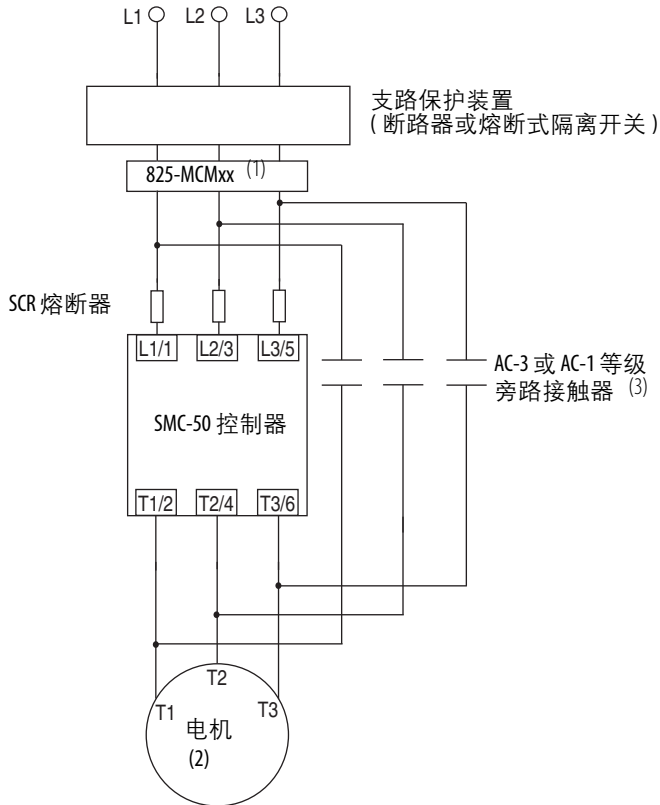 L1 L2 L3
支路保护装置
( 断路器或熔断式隔离开关 )
825-MCMxx (1)
SCR 熔断器
L1/1 L2/3 L3/5
AC-3 或 AC-1 等级
旁路接触器 (3)
SMC-50 控制器
T1/2 T2/4 T3/6
T2
T1 T3
电机
(2)